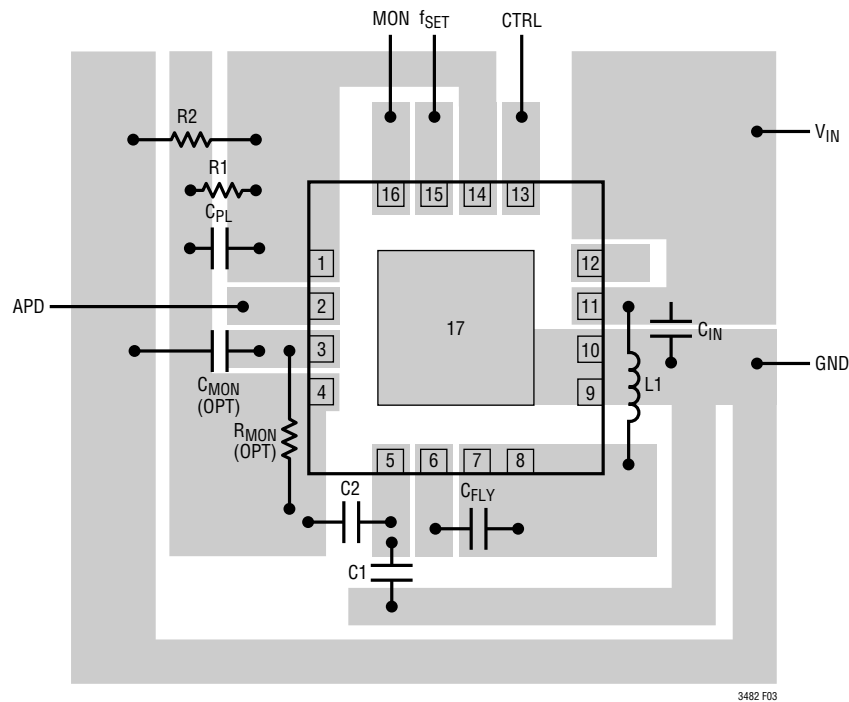 MON fSET CTRL
R2
VIN
R1
16 15 14 13
CPL
1 12
APD
2 11
17
3 10
CIN
GND
CMON
(OPT)
4 9
L1
RMON
(OPT)
5 6 7 8
C2
CFLY
C1
3482 F03